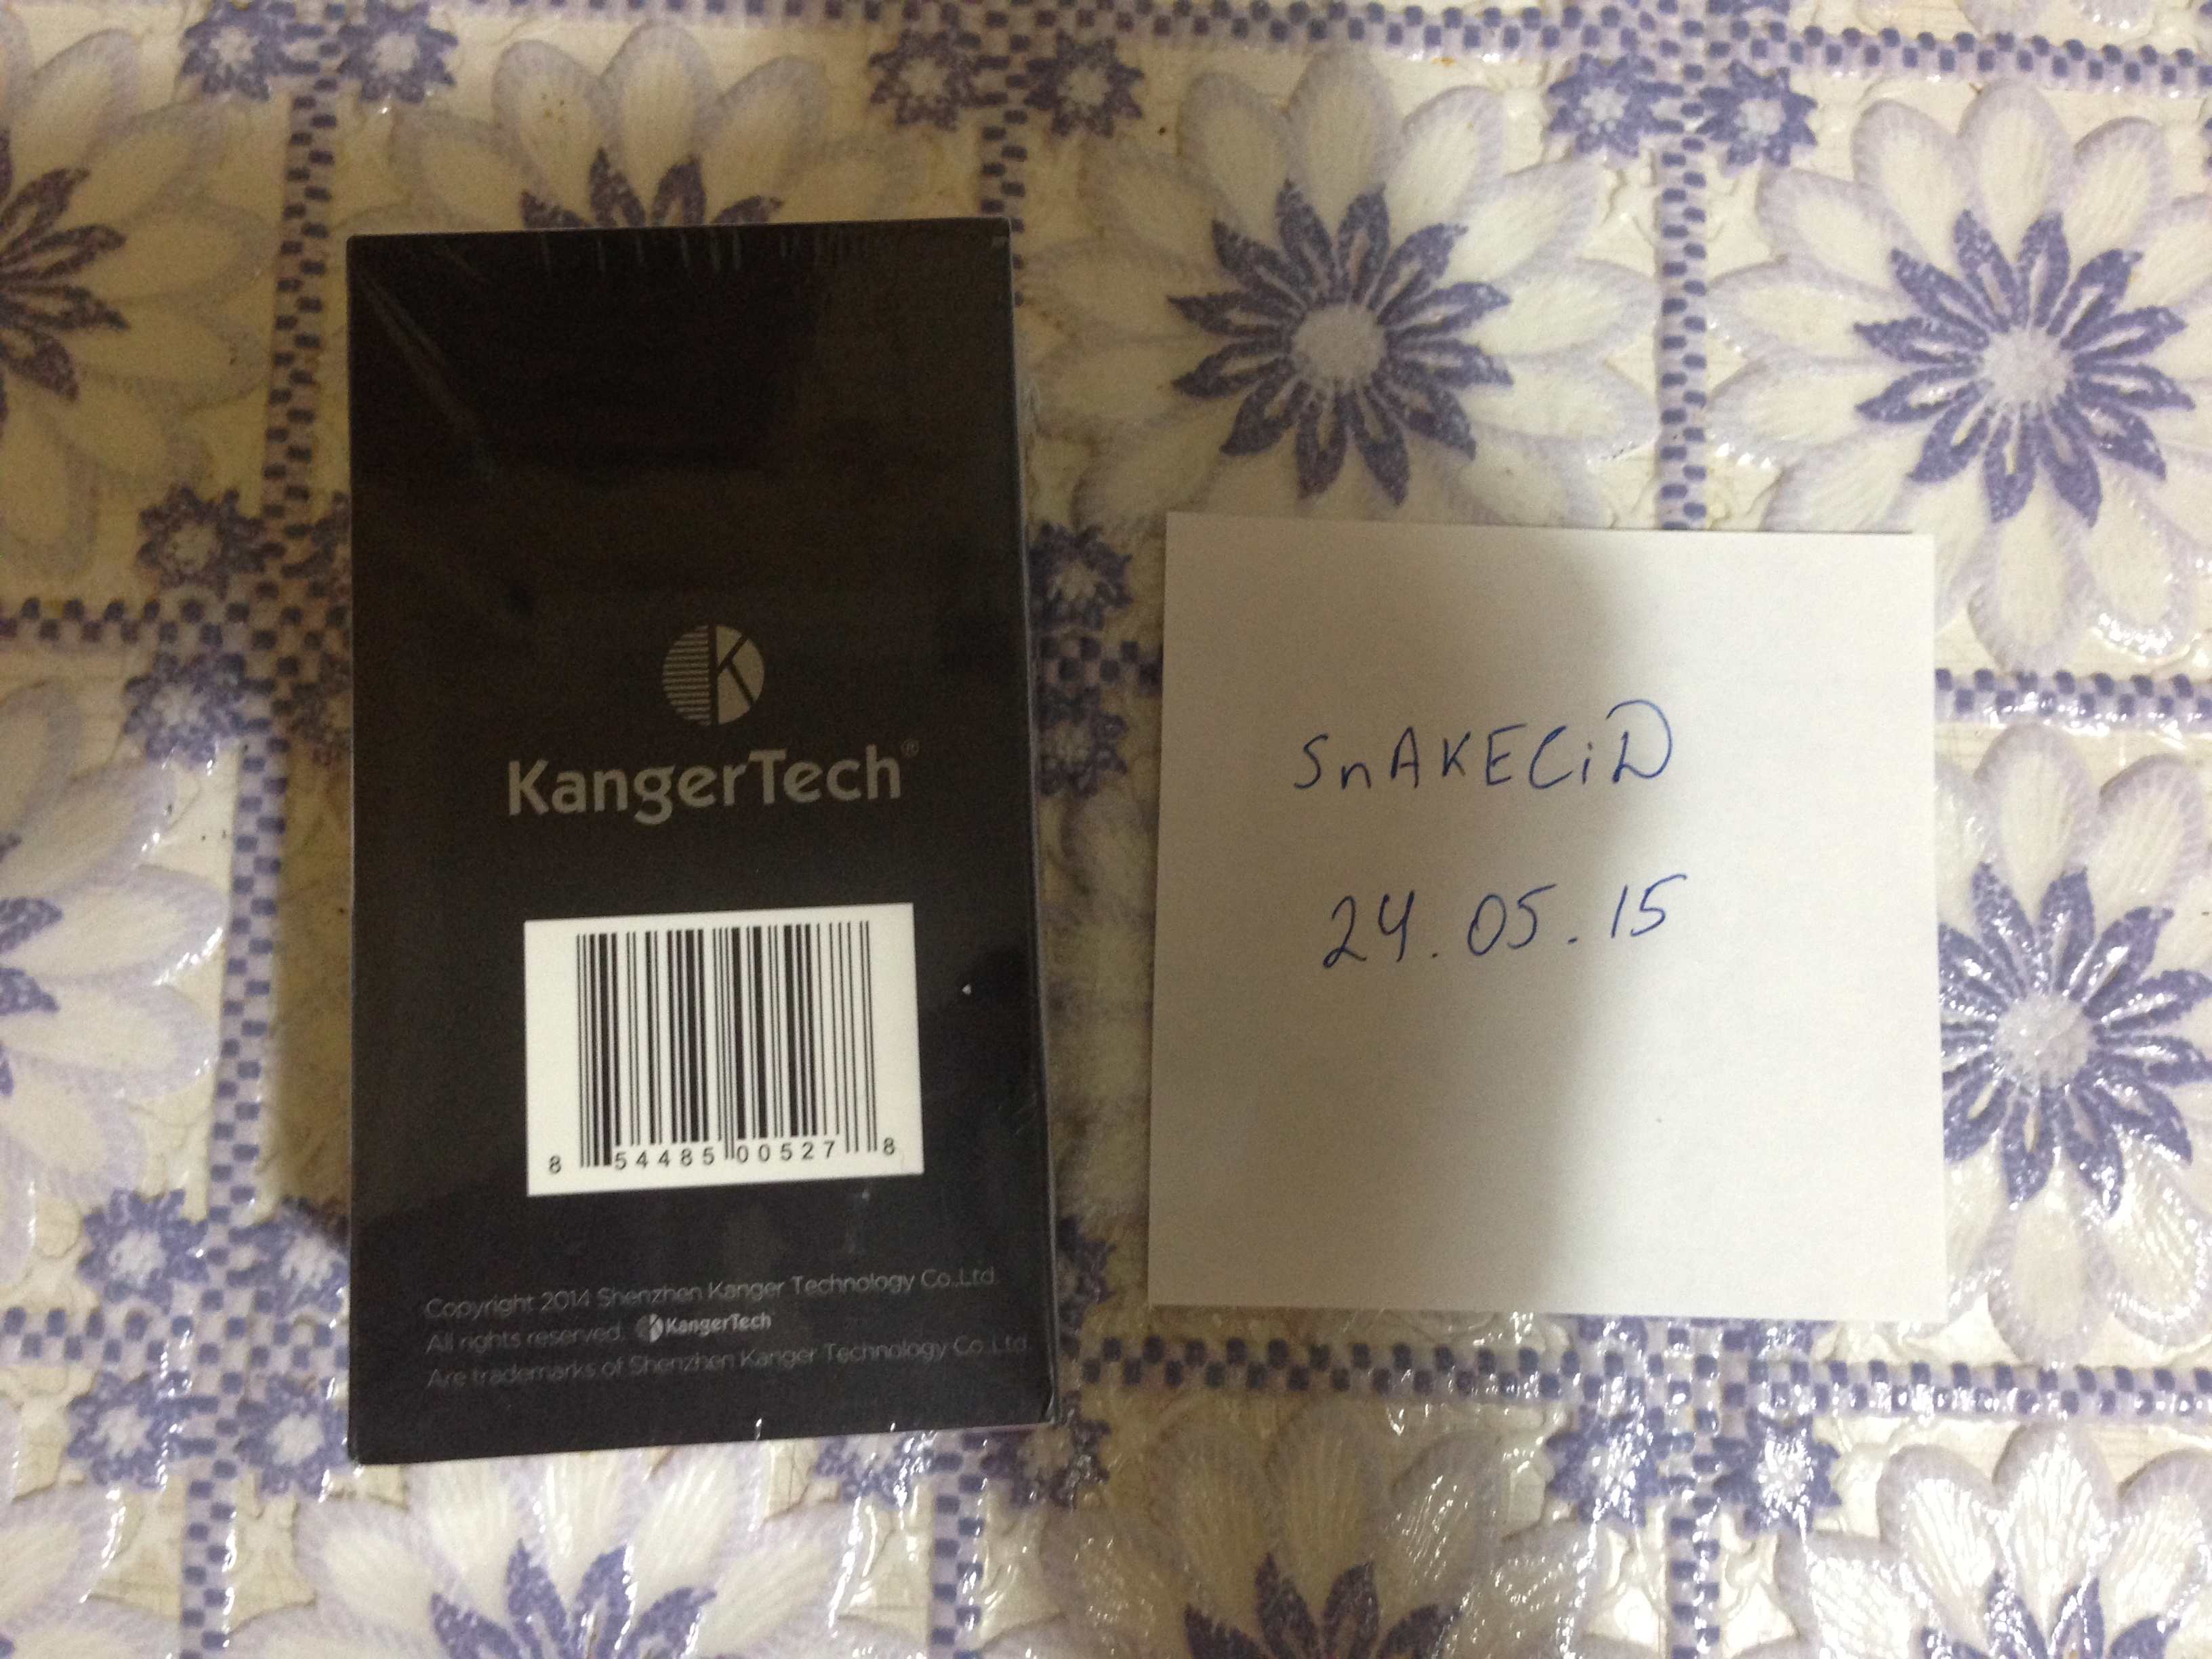 KangerTech®
8 54485 00527 8
Copyright 2014 Shenzhen Kanger Technology Co.,Ltd.
All rights reserved. KangerTech
Are trademarks of Shenzhen Kanger Technology Co.,Ltd.
SnAKECiD
24.05.15